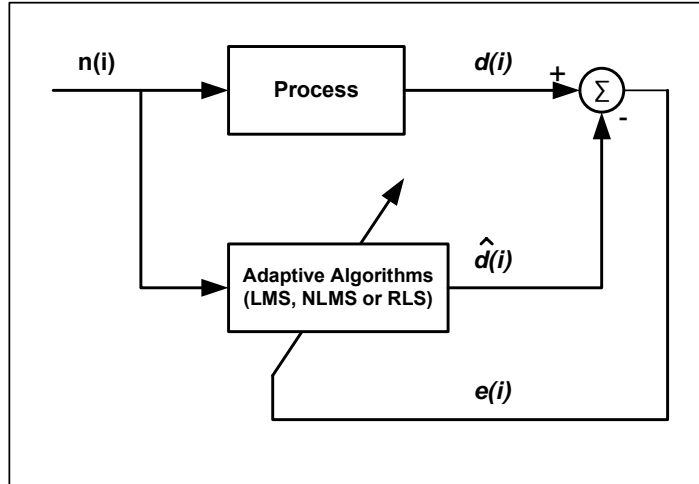 n(i)
Process
d(i)
+
Σ
-
Adaptive Algorithms
(LMS, NLMS or RLS)
d̂(i)
e(i)